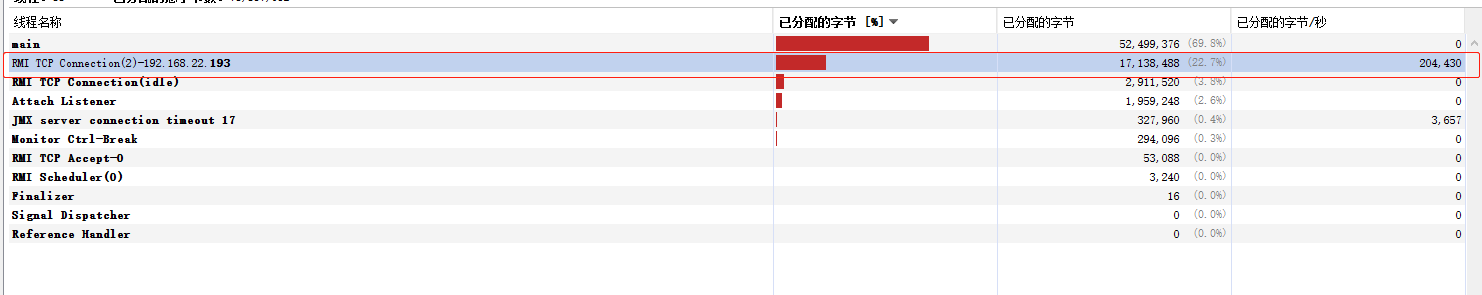 线程名称 已分配的字节 [%] 已分配的字节 已分配的字节/秒
main 52,499,376 (69.8%) 0
RMI TCP Connection(2)-192.168.22.193 17,138,488 (22.7%) 204,430
RMI TCP Connection(idle) 2,911,520 (3.8%) 0
Attach Listener 1,959,248 (2.6%) 0
JMX server connection timeout 17 327,960 (0.4%) 3,657
Monitor Ctrl-Break 294,096 (0.3%) 0
RMI TCP Accept-0 53,088 (0.0%) 0
RMI Scheduler(0) 3,240 (0.0%) 0
Finalizer 16 (0.0%) 0
Signal Dispatcher 0 (0.0%) 0
Reference Handler 0 (0.0%) 0